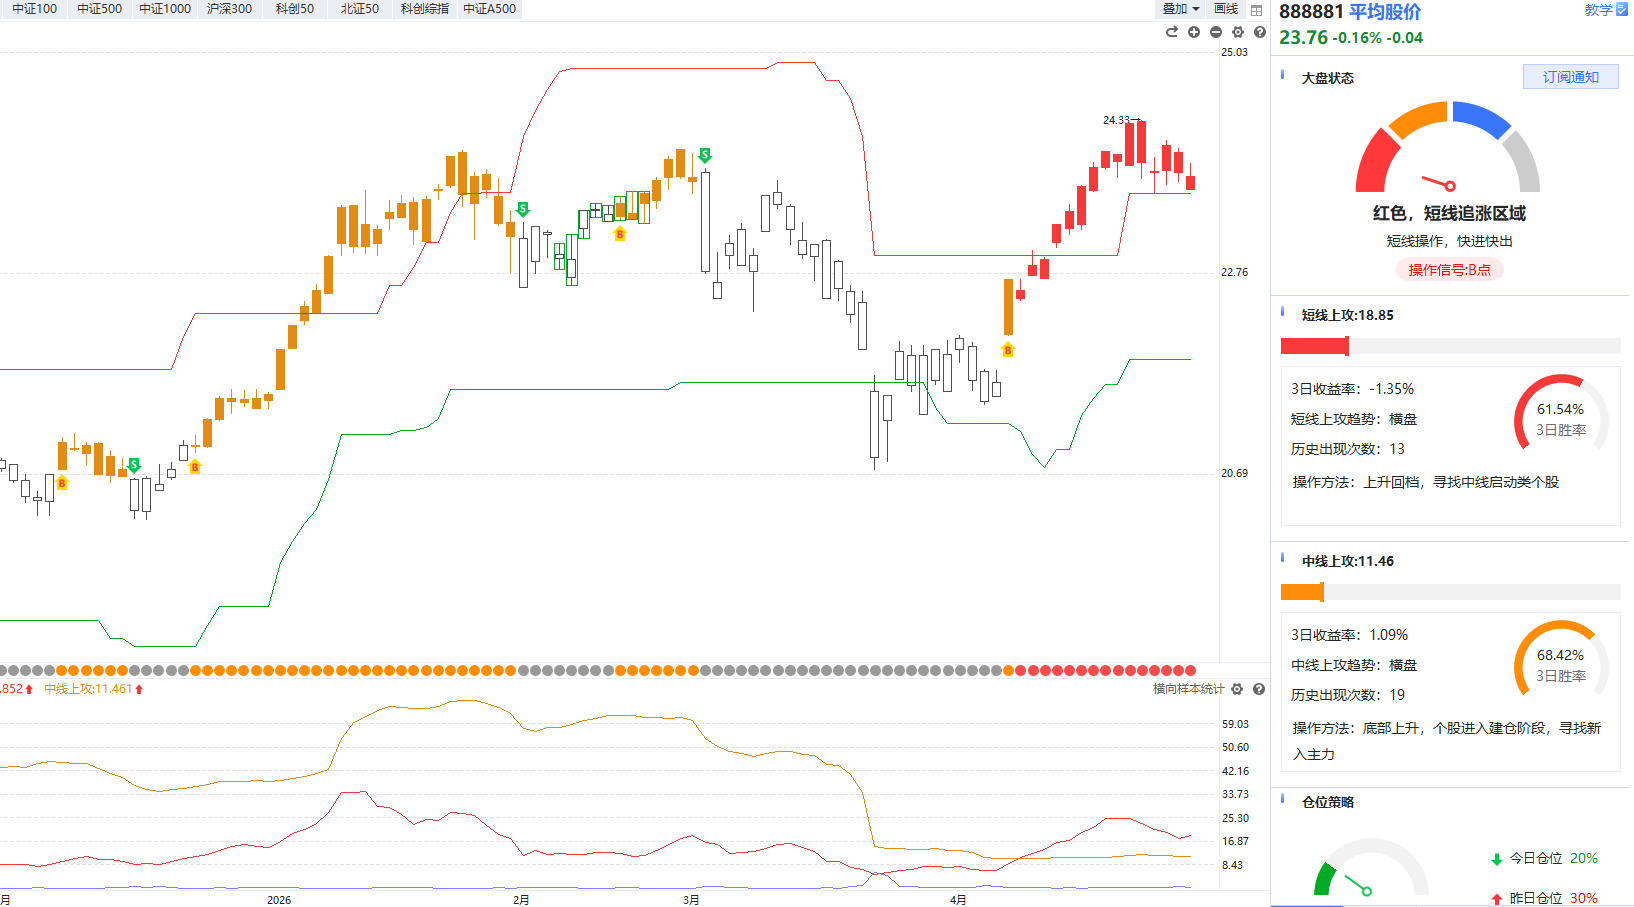 中证100 中证500 中证1000 沪深300 科创50 北证50 科创综指 中证A500 叠加 画线
888881 平均股价 教学
23.76 -0.16% -0.04
25.03
大盘状态 订阅通知
24.33
红色，短线追涨区域
短线操作，快进快出
操作信号:B点
S
S
B
22.76
短线上攻:18.85
B
3日收益率：-1.35%
61.54%
短线上攻趋势：横盘
3日胜率
历史出现次数：13
S
B
B
20.69
操作方法：上升回档，寻找中线启动类个股
中线上攻:11.46
3日收益率：1.09%
68.42%
中线上攻趋势：横盘
3日胜率
历史出现次数：19
.852 中线上攻:11.461 横向样本统计
操作方法：底部上升，个股进入建仓阶段，寻找新
入主力
59.03
50.60
42.16
33.73
25.30
16.87
8.43
仓位策略
今日仓位 20%
昨日仓位 30%
月 2026 2月 3月 4月